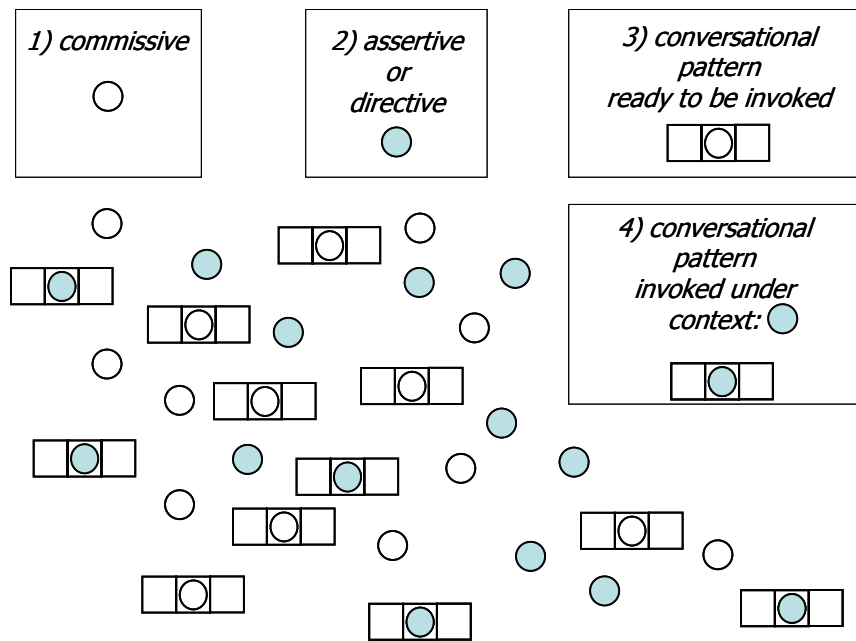 1) commissive
2) assertive
or
directive
3) conversational
pattern
ready to be invoked
4) conversational
pattern
invoked under
context: